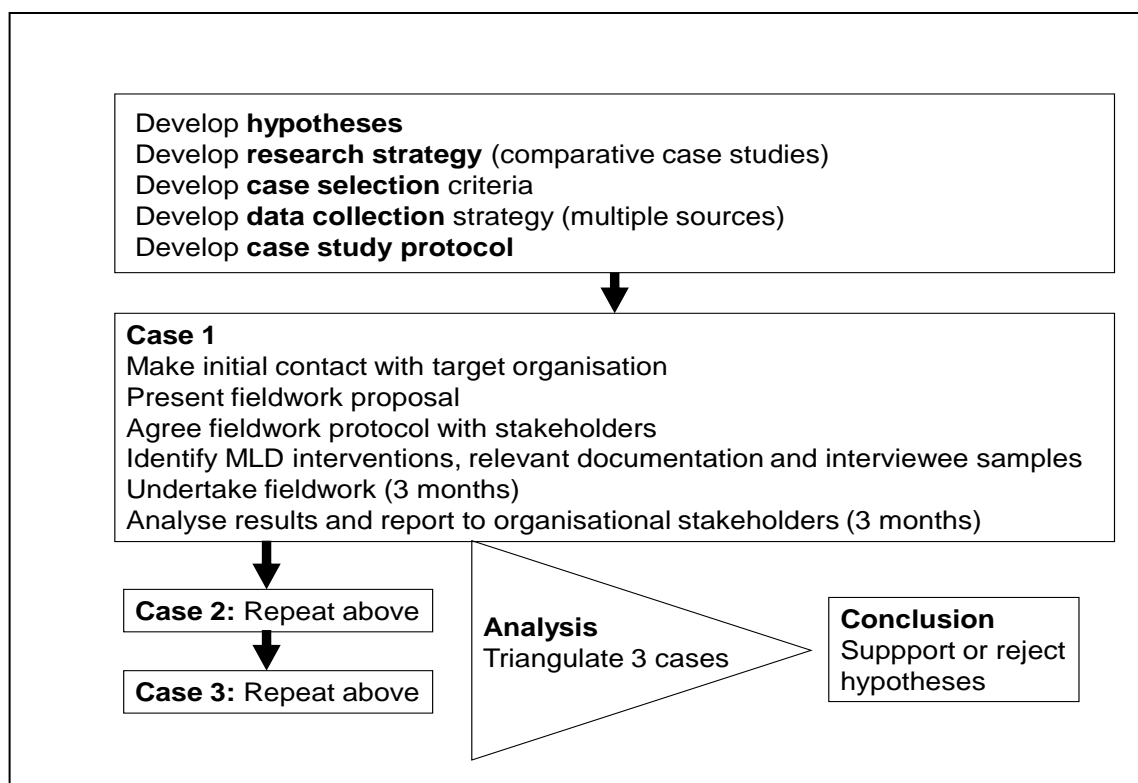 Develop hypotheses
Develop research strategy (comparative case studies)
Develop case selection criteria
Develop data collection strategy (multiple sources)
Develop case study protocol
Case 1
Make initial contact with target organisation
Present fieldwork proposal
Agree fieldwork protocol with stakeholders
Identify MLD interventions, relevant documentation and interviewee samples
Undertake fieldwork (3 months)
Analyse results and report to organisational stakeholders (3 months)
Case 2: Repeat above
Case 3: Repeat above
Analysis
Triangulate 3 cases
Conclusion
Suppport or reject
hypotheses